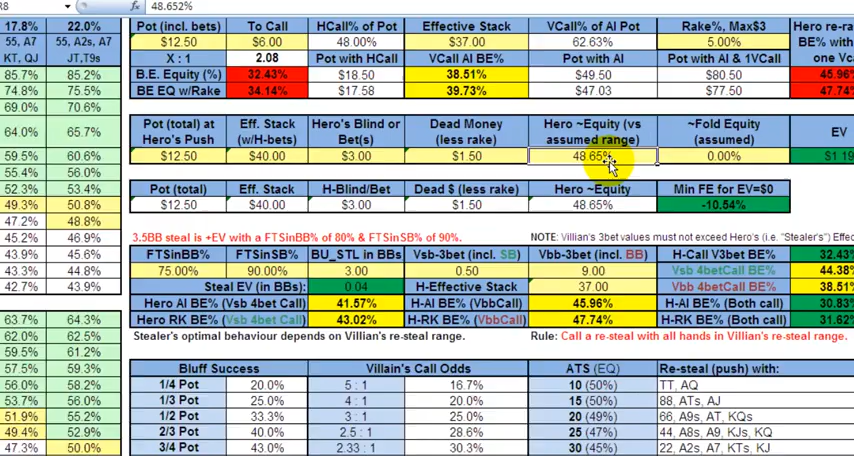 R8 48.652%
17.8% 22.0% Pot (incl. bets) To Call HCall% of Pot Effective Stack VCall% of AI Pot Rake%, Max$3 Hero re-ra
55, A7 55, A2s, A7 $12.50 $6.00 48.00% $37.00 62.63% 5.00% BE% with
KT, QJ JT,T9s X : 1 2.08 Pot with HCall VCall AI BE% Pot with AI Pot with AI & 1VCall one Vca
85.7% 85.2% B.E. Equity (%) 32.43% $18.50 38.51% $49.50 $80.50 45.96%
74.8% 75.5% BE EQ w/Rake 34.14% $17.58 39.73% $47.03 $77.50 47.74%
69.0% 70.6%
64.0% 65.7% Pot (total) at Hero's Push Eff. Stack (w/H-bets) Hero's Blind or Bet(s) Dead Money (less rake) Hero ~Equity (vs assumed range) ~Fold Equity (assumed) EV
59.5% 60.6% $12.50 $40.00 $3.00 $1.50 48.65% 0.00% $1.19
55.4% 56.0%
52.3% 53.4% Pot (total) Eff. Stack H-Blind/Bet Dead $ (less rake) Hero ~Equity Min FE for EV=$0
49.3% 50.8% $12.50 $40.00 $3.00 $1.50 48.65% -10.54%
47.2% 48.8%
45.2% 46.9% 3.5BB steal is +EV with a FTSinBB% of 80% & FTSinSB% of 90%. NOTE: Villian's 3bet values must not exceed Hero's (i.e. "Stealer's") Effe
43.9% 45.6% FTSinBB% FTSinSB% BU_STL in BBs Vsb-3bet (incl. SB) Vbb-3bet (incl. BB) H-Call V3bet BE% 32.43%
43.3% 44.8% 75.00% 90.00% 3.00 0.50 9.00 Vsb 4betCall BE% 44.38%
42.7% 43.9% Steal EV (in BBs) 0.04 H-Effective Stack 37.00 Vbb 4betCall BE% 38.51%
Hero AI BE% (Vsb 4bet Call) 41.57% H-AI BE% (VbbCall) 45.96% H-AI BE% (Both call) 30.83%
63.7% 64.3% Hero RK BE% (Vsb 4bet Call) 43.02% H-RK BE% (VbbCall) 47.74% H-RK BE% (Both call) 31.62%
62.0% 62.5% Stealer's optimal behaviour depends on Villian's re-steal range. Rule: Call a re-steal with all hands in Villian's re-steal range.
59.5% 61.2%
57.5% 59.3% Bluff Success Villain's Call Odds ATS (EQ) Re-steal (push) with:
56.0% 58.2% 1/4 Pot 20.0% 5 : 1 16.7% 10 (50%) TT, AQ
53.7% 56.0% 1/3 Pot 25.0% 4 : 1 20.0% 15 (50%) 88, ATs, AJ
51.9% 55.2% 1/2 Pot 33.3% 3 : 1 25.0% 20 (49%) 66, A9s, AT, KQs
49.4% 52.9% 2/3 Pot 40.0% 2.5 : 1 28.6% 25 (47%) 44, A8s, A9, KJs, KQ
47.3% 50.0% 3/4 Pot 43.0% 2.33 : 1 30.3% 30 (45%) 22, A2s, A7, KTs, KJ